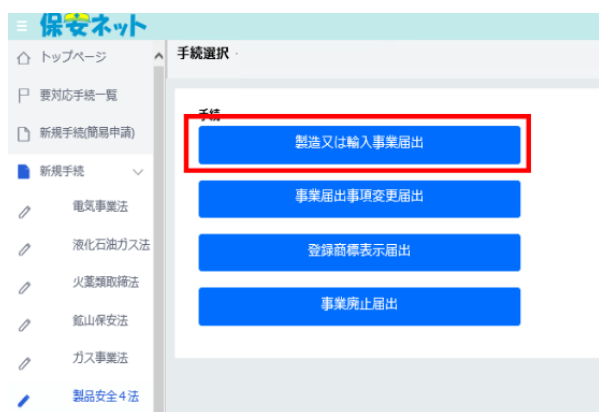 保安ネット
トップページ
要対応手続一覧
新規手続(簡易申請)
新規手続
電気事業法
液化石油ガス法
火薬類取締法
鉱山保安法
ガス事業法
製品安全4法
手続選択
手続
製造又は輸入事業届出
事業届出事項変更届出
登録商標表示届出
事業廃止届出